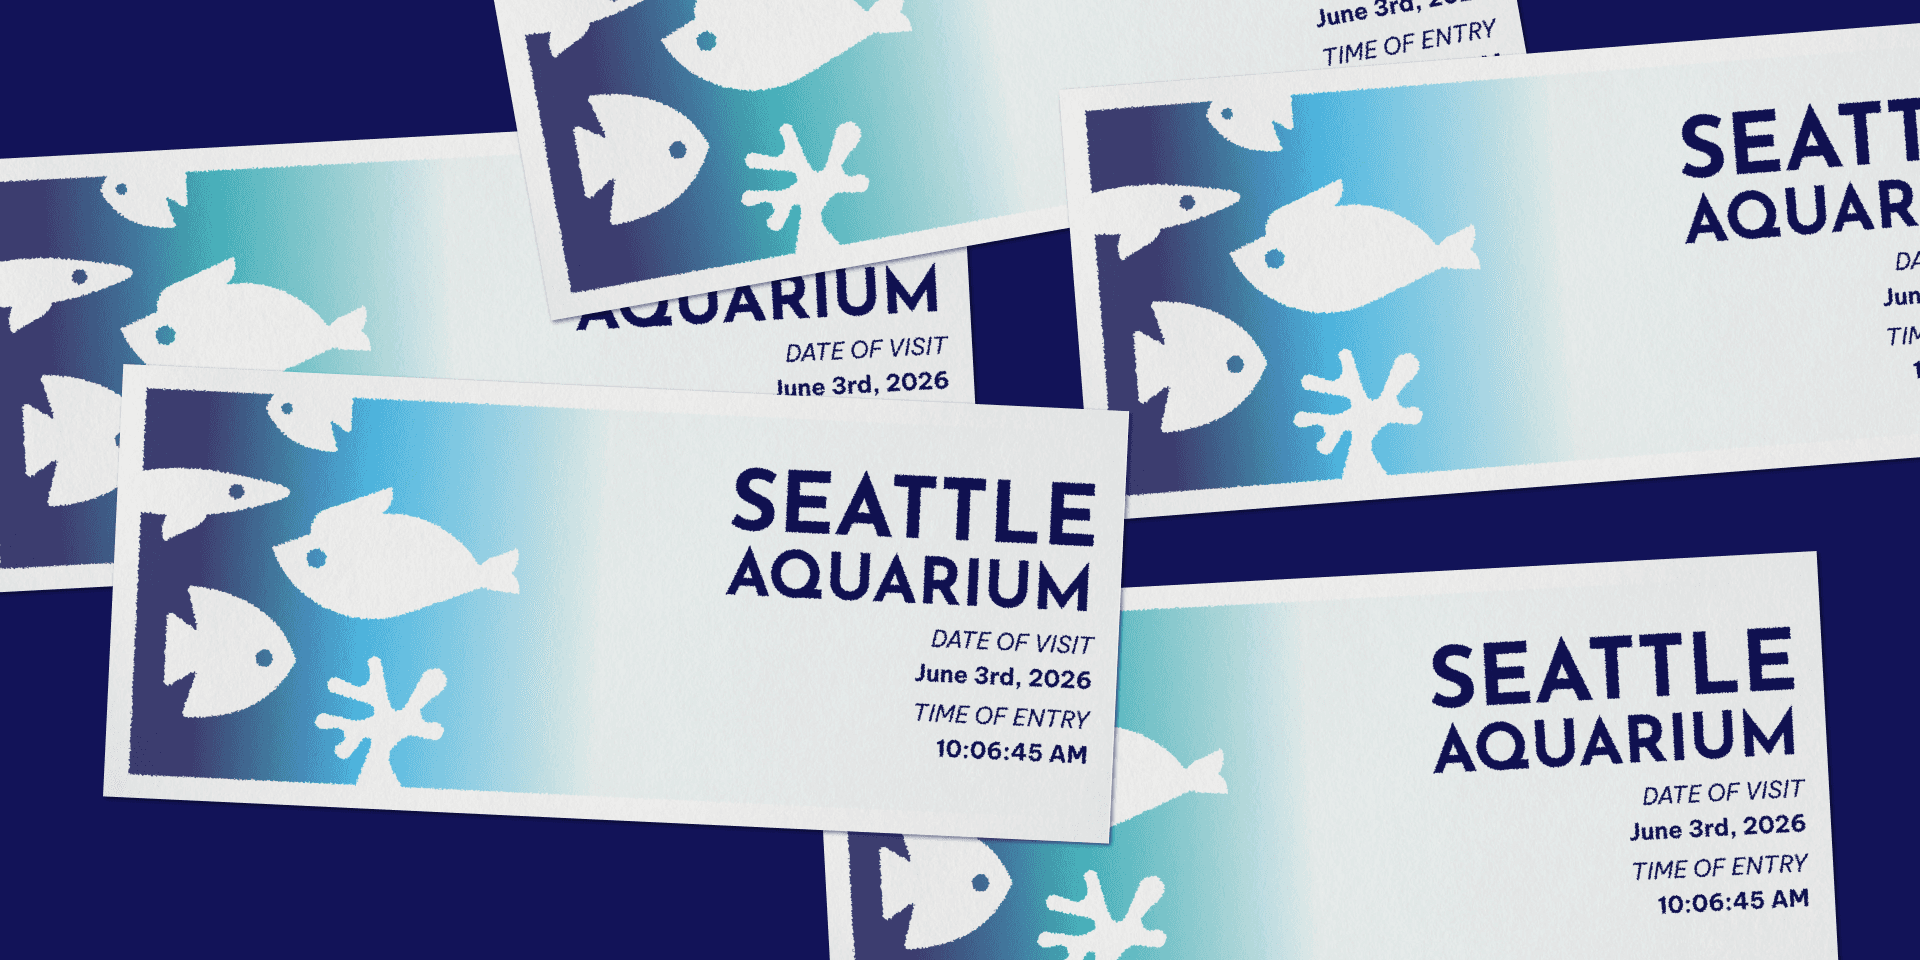 June 3rd,
TIME OF ENTRY
AQUARIUM
DATE OF VISIT
June 3rd, 2026
SEATT
AQUAR
SEATTLE
AQUARIUM
DATE OF VISIT
June 3rd, 2026
TIME OF ENTRY
10:06:45 AM
SEATTLE
AQUARIUM
DATE OF VISIT
June 3rd, 2026
TIME OF ENTRY
10:06:45 AM